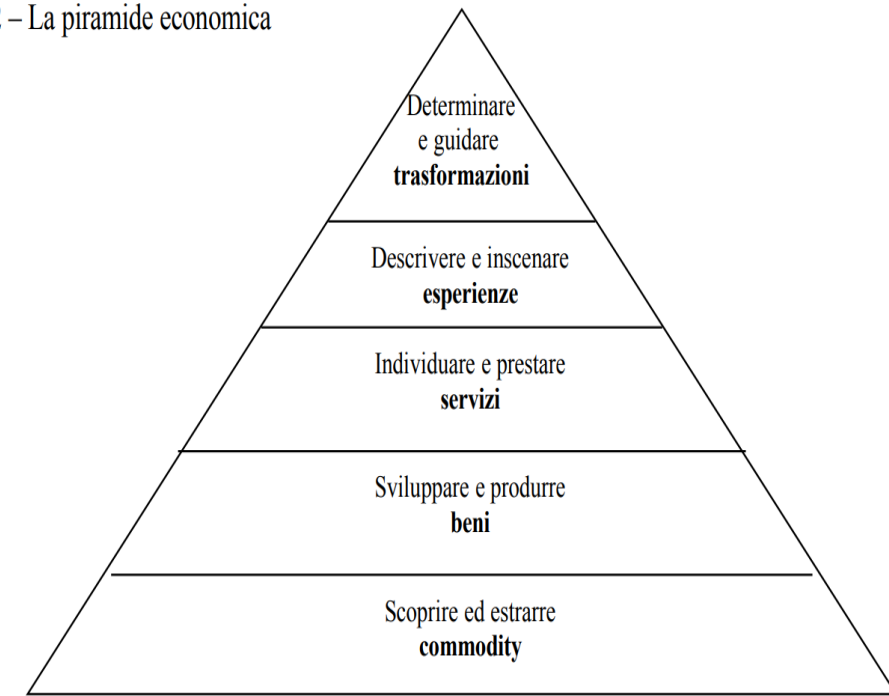 – La piramide economica
Determinare
e guidare
trasformazioni
Descrivere e inscenare
esperienze
Individuare e prestare
servizi
Sviluppare e produrre
beni
Scoprire ed estrarre
commodity